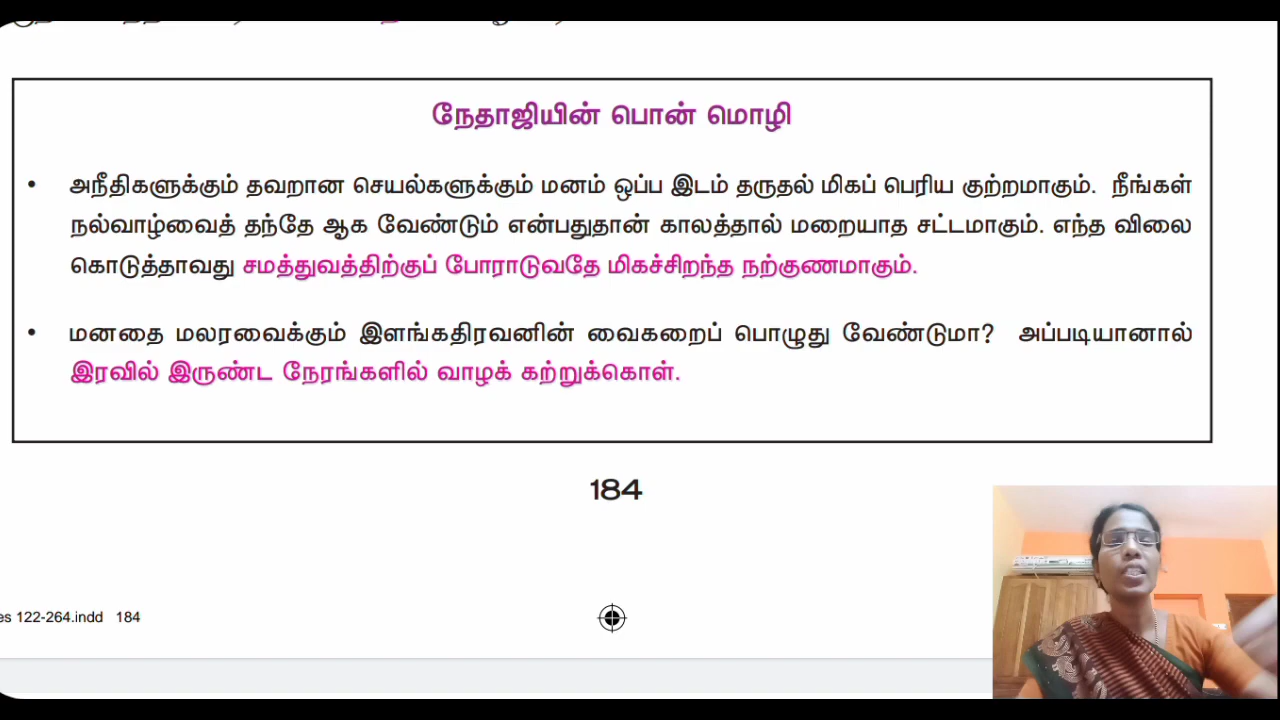 நேதாஜியின் பொன் மொழி
• அநீதிகளுக்கும் தவறான செயல்களுக்கும் மனம் ஒப்ப இடம் தருதல் மிகப் பெரிய குற்றமாகும். நீங்கள்
நல்வாழ்வைத் தந்தே ஆக வேண்டும் என்பதுதான் காலத்தால் மறையாத சட்டமாகும். எந்த விலை
கொடுத்தாவது சமத்துவத்திற்குப் போராடுவதே மிகச்சிறந்த நற்குணமாகும்.
• மனதை மலரவைக்கும் இளங்கதிரவனின் வைகறைப் பொழுது வேண்டுமா? அப்படியானால்
இரவில் இருண்ட நேரங்களில் வாழக் கற்றுக்கொள்.
184
es 122-264.indd 184